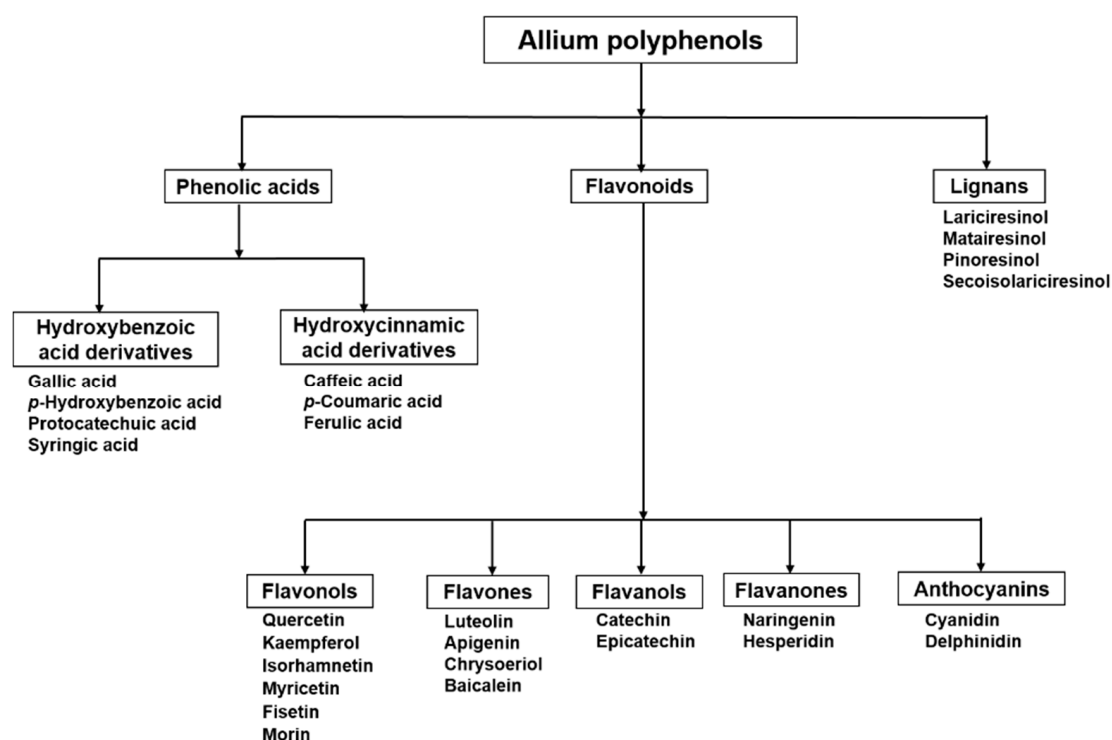 Allium polyphenols
Phenolic acids
Flavonoids
Lignans
Lariciresinol
Matairesinol
Pinoresinol
Secoisolariciresinol
Hydroxybenzoic
acid derivatives
Gallic acid
p-Hydroxybenzoic acid
Protocatechuic acid
Syringic acid
Hydroxycinnamic
acid derivatives
Caffeic acid
p-Coumaric acid
Ferulic acid
Flavonols
Quercetin
Kaempferol
Isorhamnetin
Myricetin
Fisetin
Morin
Flavones
Luteolin
Apigenin
Chrysoeriol
Baicalein
Flavanols
Catechin
Epicatechin
Flavanones
Naringenin
Hesperidin
Anthocyanins
Cyanidin
Delphinidin